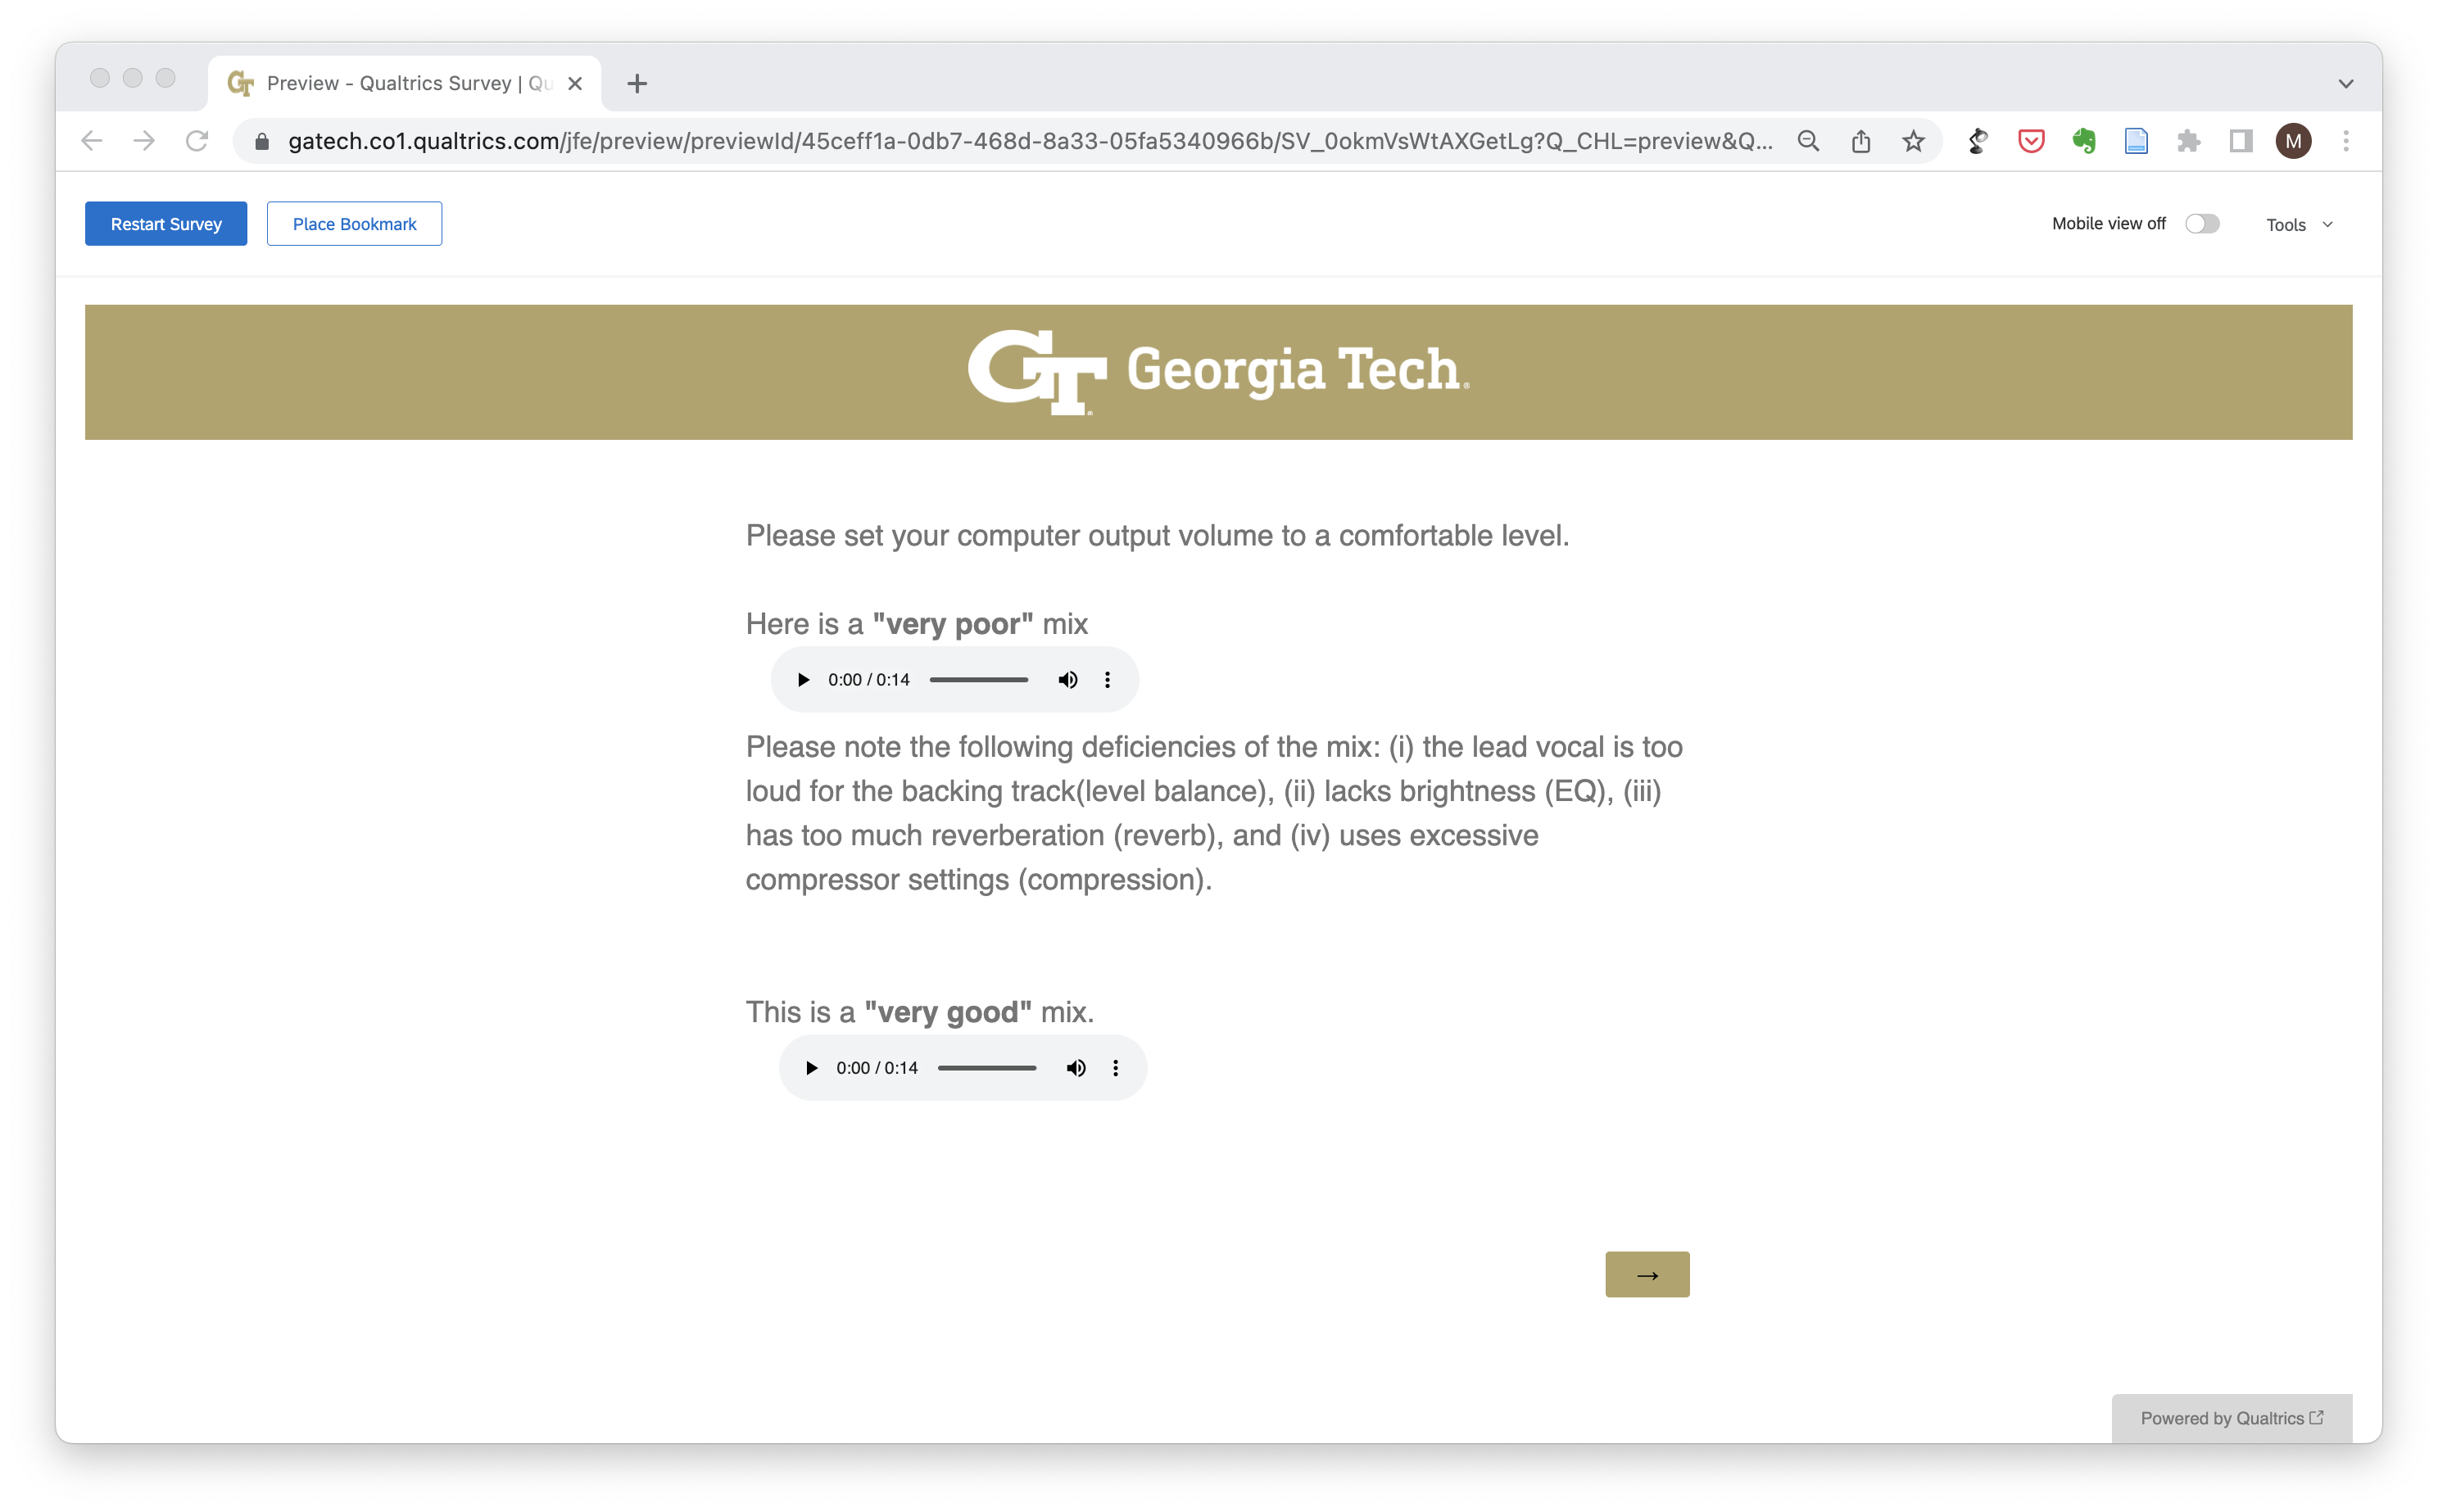 Preview - Qualtrics Survey | Qu
gatech.co1.qualtrics.com/jfe/preview/previewId/45ceff1a-0db7-468d-8a33-05fa5340966b/SV_0okmVsWtAXGetLg?Q_CHL=preview&Q...
M
Restart Survey
Place Bookmark
Mobile view off
Tools
GT Georgia Tech
Please set your computer output volume to a comfortable level.
Here is a "very poor" mix
0:00 / 0:14
Please note the following deficiencies of the mix: (i) the lead vocal is too
loud for the backing track(level balance), (ii) lacks brightness (EQ), (iii)
has too much reverberation (reverb), and (iv) uses excessive
compressor settings (compression).
This is a "very good" mix.
0:00 / 0:14
→
Powered by Qualtrics